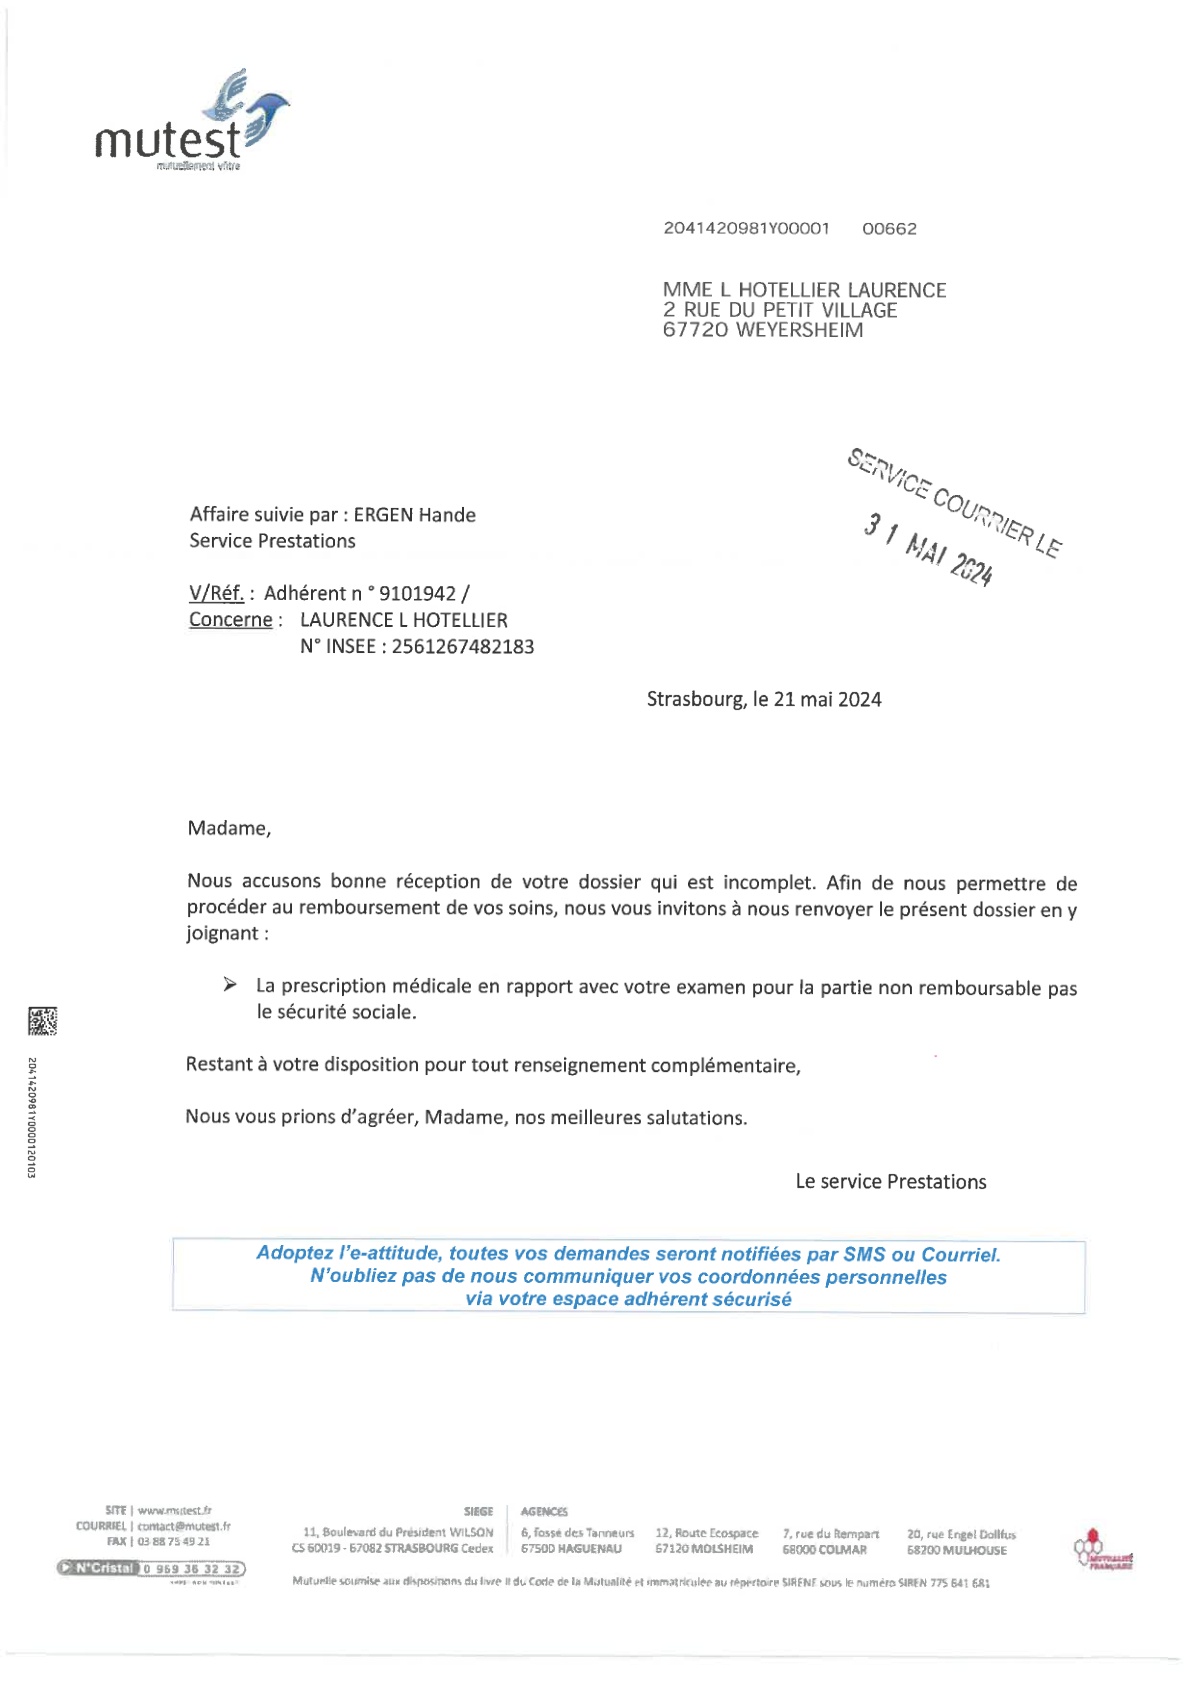 mutest
mutuellement vôtre
2041420981Y00001 00662
MME L HOTELLIER LAURENCE
2 RUE DU PETIT VILLAGE
67720 WEYERSHEIM
SERVICE COURRIER LE
31 MAI 2024
Affaire suivie par : ERGEN Hande
Service Prestations
V/Réf. : Adhérent n ° 9101942 /
Concerne : LAURENCE L HOTELLIER
N° INSEE : 2561267482183
Strasbourg, le 21 mai 2024
Madame,
Nous accusons bonne réception de votre dossier qui est incomplet. Afin de nous permettre de
procéder au remboursement de vos soins, nous vous invitons à nous renvoyer le présent dossier en y
joignant :
➢ La prescription médicale en rapport avec votre examen pour la partie non remboursable pas
le sécurité sociale.
Restant à votre disposition pour tout renseignement complémentaire,
Nous vous prions d'agréer, Madame, nos meilleures salutations.
Le service Prestations
2041420981Y0000120103
Adoptez l'e-attitude, toutes vos demandes seront notifiées par SMS ou Courriel.
N'oubliez pas de nous communiquer vos coordonnées personnelles
via votre espace adhérent sécurisé
SITE | www.mutest.fr
COURRIEL | contact@mutest.fr
FAX | 03 88 75 49 21
N°Cristal 0 969 36 32 32
SIEGE
11, Boulevard du Président WILSON
CS 60019 - 67082 STRASBOURG Cedex
AGENCES
6, fossé des Tanneurs
67500 HAGUENAU
12, Route Ecospace
67120 MOLSHEIM
7, rue du Rempart
68000 COLMAR
20, rue Engel Dollfus
68200 MULHOUSE
Mutuelle soumise aux dispositions du livre II du Code de la Mutualité et immatriculée au répertoire SIRENE sous le numéro SIREN 775 641 681
MUTUALITÉ
FRANÇAISE